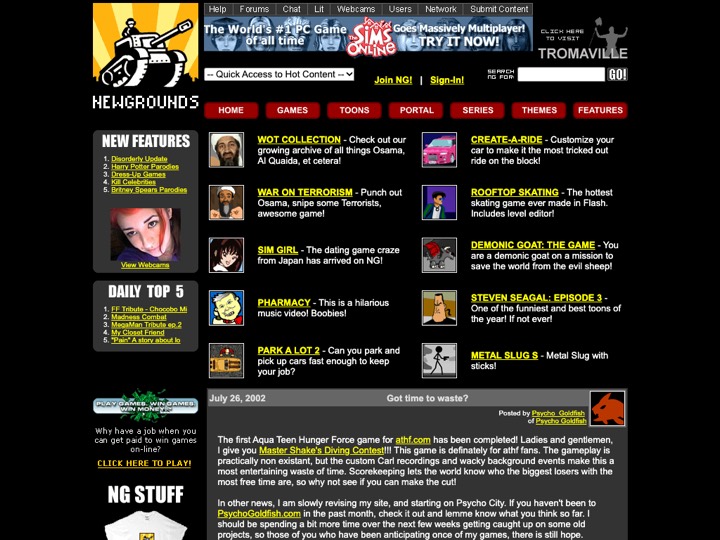 Help | Forums | Chat | Lit | Webcams | Users | Network | Submit Content
The World's #1 PC Game of all time
The Sims Online
Goes Massively Multiplayer! TRY IT NOW!
CLICK HERE TO VISIT
TROMAVILLE
NEWGROUNDS
-- Quick Access to Hot Content --
Join NG! | Sign-In!
SEARCH NG FOR:
GO!
HOME GAMES TOONS PORTAL SERIES THEMES FEATURES
NEW FEATURES
1. Disorderly Update
2. Harry Potter Parodies
3. Dress-Up Games
4. Kill Celebrities
5. Britney Spears Parodies
View Webcams
DAILY TOP 5
1. FF Tribute - Chocobo Mi
2. Madness Combat
3. MegaMan Tribute ep.2
4. My Closet Friend
5. "Pain" A story about lo
PLAY GAMES. WIN GAMES.
WIN MONEY!
Why have a job when you
can get paid to win games
on-line?
CLICK HERE TO PLAY!
NG STUFF
WOT COLLECTION - Check out our
growing archive of all things Osama,
Al Quaida, et cetera!
CREATE-A-RIDE - Customize your
car to make it the most tricked out
ride on the block!
WAR ON TERRORISM - Punch out
Osama, snipe some Terrorists,
awesome game!
ROOFTOP SKATING - The hottest
skating game ever made in Flash.
Includes level editor!
SIM GIRL - The dating game craze
from Japan has arrived on NG!
DEMONIC GOAT: THE GAME - You
are a demonic goat on a mission to
save the world from the evil sheep!
PHARMACY - This is a hilarious
music video! Boobies!
STEVEN SEAGAL: EPISODE 3 -
One of the funniest and best toons of
the year! If not ever!
PARK A LOT 2 - Can you park and
pick up cars fast enough to keep
your job?
METAL SLUG S - Metal Slug with
sticks!
July 26, 2002 Got time to waste?
Posted by Psycho_Goldfish
of Psycho Goldfish
The first Aqua Teen Hunger Force game for athf.com has been completed! Ladies and gentlemen,
I give you Master Shake's Diving Contest!!! This game is definately for athf fans. The gameplay is
practically non existant, but the custom Carl recordings and wacky background events make this a
most entertaining waste of time. Scorekeeping lets the world know who the biggest losers with the
most free time are, so why not see if you can make the cut!
In other news, I am slowly revising my site, and starting on Psycho City. If you haven't been to
PsychoGoldfish.com in the past month, check it out and lemme know what you think so far. I
should be spending a bit more time over the next few weeks getting caught up on some old
projects, so those of you who have been anticipating once of my games, there is still hope.